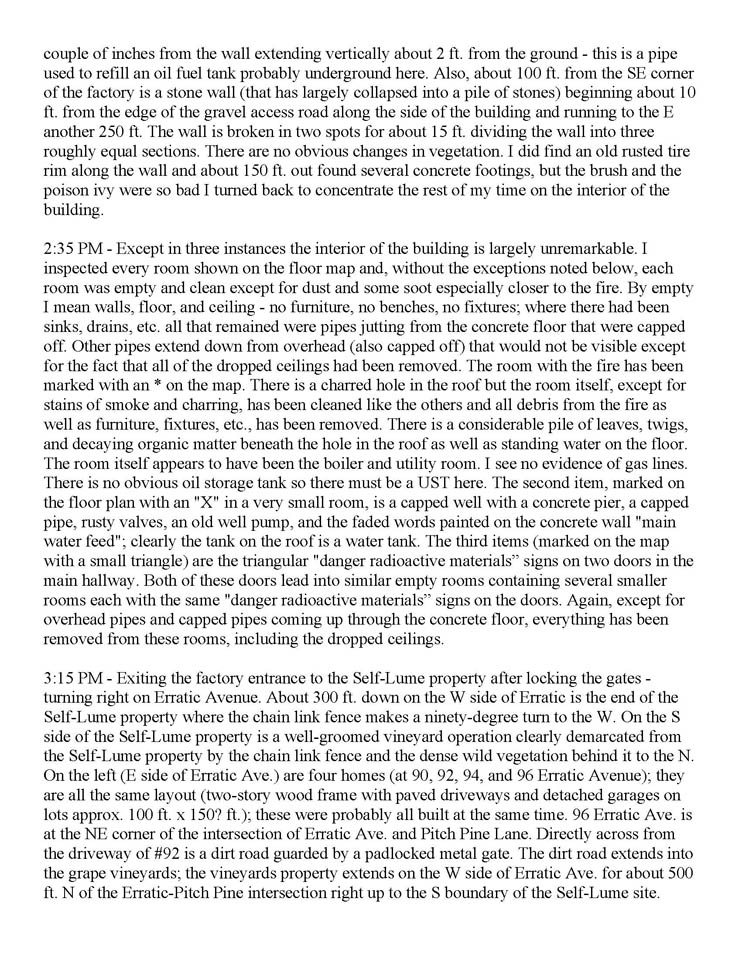 couple of inches from the wall extending vertically about 2 ft. from the ground - this is a pipe
used to refill an oil fuel tank probably underground here. Also, about 100 ft. from the SE corner
of the factory is a stone wall (that has largely collapsed into a pile of stones) beginning about 10
ft. from the edge of the gravel access road along the side of the building and running to the E
another 250 ft. The wall is broken in two spots for about 15 ft. dividing the wall into three
roughly equal sections. There are no obvious changes in vegetation. I did find an old rusted tire
rim along the wall and about 150 ft. out found several concrete footings, but the brush and the
poison ivy were so bad I turned back to concentrate the rest of my time on the interior of the
building.

2:35 PM - Except in three instances the interior of the building is largely unremarkable. I
inspected every room shown on the floor map and, without the exceptions noted below, each
room was empty and clean except for dust and some soot especially closer to the fire. By empty
I mean walls, floor, and ceiling - no furniture, no benches, no fixtures; where there had been
sinks, drains, etc. all that remained were pipes jutting from the concrete floor that were capped
off. Other pipes extend down from overhead (also capped off) that would not be visible except
for the fact that all of the dropped ceilings had been removed. The room with the fire has been
marked with an * on the map. There is a charred hole in the roof but the room itself, except for
stains of smoke and charring, has been cleaned like the others and all debris from the fire as
well as furniture, fixtures, etc., has been removed. There is a considerable pile of leaves, twigs,
and decaying organic matter beneath the hole in the roof as well as standing water on the floor.
The room itself appears to have been the boiler and utility room. I see no evidence of gas lines.
There is no obvious oil storage tank so there must be a UST here. The second item, marked on
the floor plan with an "X" in a very small room, is a capped well with a concrete pier, a capped
pipe, rusty valves, an old well pump, and the faded words painted on the concrete wall "main
water feed"; clearly the tank on the roof is a water tank. The third items (marked on the map
with a small triangle) are the triangular "danger radioactive materials” signs on two doors in the
main hallway. Both of these doors lead into similar empty rooms containing several smaller
rooms each with the same "danger radioactive materials” signs on the doors. Again, except for
overhead pipes and capped pipes coming up through the concrete floor, everything has been
removed from these rooms, including the dropped ceilings.

3:15 PM - Exiting the factory entrance to the Self-Lume property after locking the gates -
turning right on Erratic Avenue. About 300 ft. down on the W side of Erratic is the end of the
Self-Lume property where the chain link fence makes a ninety-degree turn to the W. On the S
side of the Self-Lume property is a well-groomed vineyard operation clearly demarcated from
the Self-Lume property by the chain link fence and the dense wild vegetation behind it to the N.
On the left (E side of Erratic Ave.) are four homes (at 90, 92, 94, and 96 Erratic Avenue); they
are all the same layout (two-story wood frame with paved driveways and detached garages on
lots approx. 100 ft. x 150? ft.); these were probably all built at the same time. 96 Erratic Ave. is
at the NE corner of the intersection of Erratic Ave. and Pitch Pine Lane. Directly across from
the driveway of #92 is a dirt road guarded by a padlocked metal gate. The dirt road extends into
the grape vineyards; the vineyards property extends on the W side of Erratic Ave. for about 500
ft. N of the Erratic-Pitch Pine intersection right up to the S boundary of the Self-Lume site.